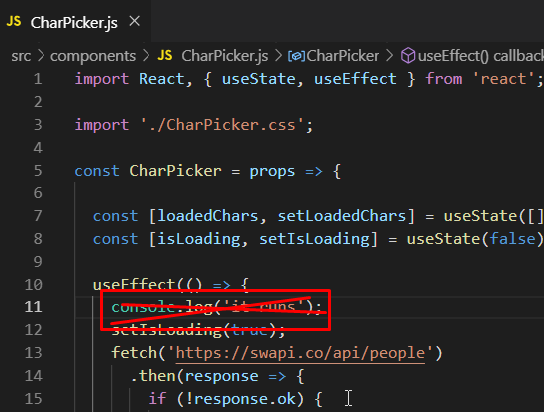 JS CharPicker.js ×
src > components > JS CharPicker.js > CharPicker > useEffect() callback
1 import React, { useState, useEffect } from 'react';
2
3 import './CharPicker.css';
4
5 const CharPicker = props => {
6
7 const [loadedChars, setLoadedChars] = useState([]
8 const [isLoading, setIsLoading] = useState(false)
9
10 useEffect(() => {
11 console.log('it runs');
12 setIsLoading(true);
13 fetch('https://swapi.co/api/people')
14 .then(response => {
15 if (!response.ok) {